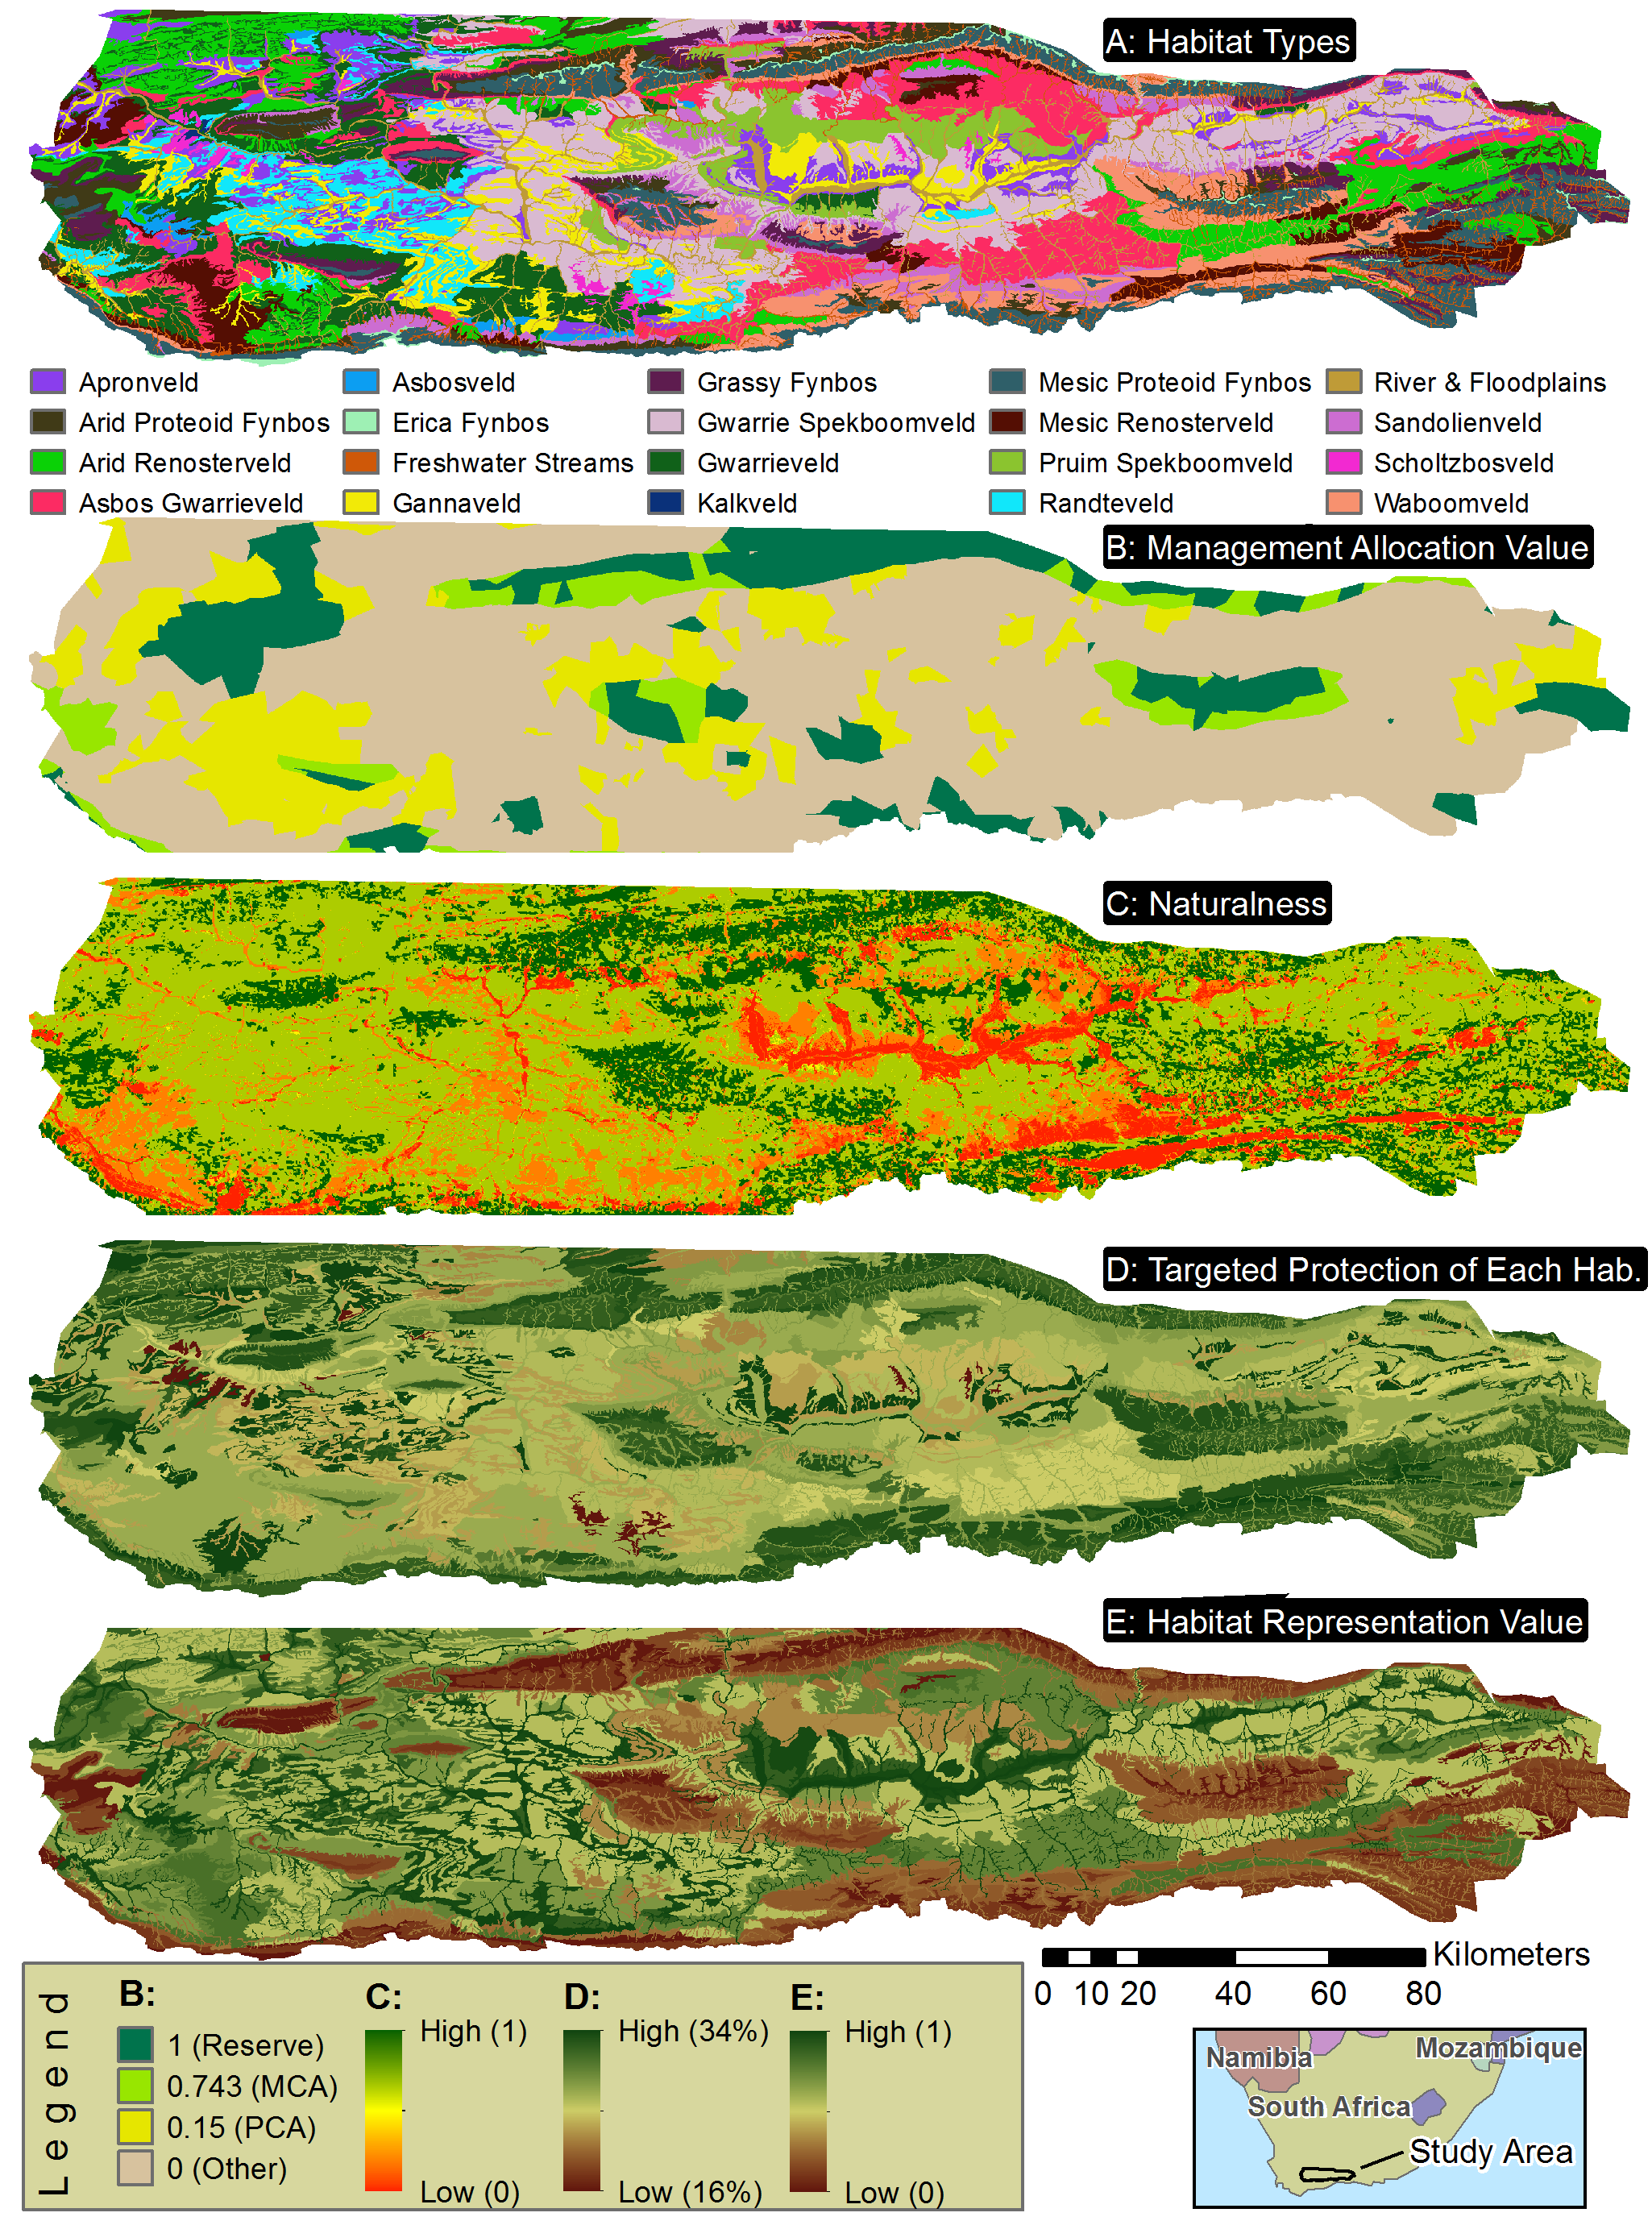 A: Habitat Types
Apronveld
Asbosveld
Grassy Fynbos
Mesic Proteoid Fynbos
River & Floodplains
Arid Proteoid Fynbos
Erica Fynbos
Gwarrie Spekboomveld
Mesic Renosterveld
Sandolienveld
Arid Renosterveld
Freshwater Streams
Gwarrieveld
Pruim Spekboomveld
Scholtzbosveld
Asbos Gwarrieveld
Gannaveld
Kalkveld
Randteveld
Waboomveld
B: Management Allocation Value
C: Naturalness
D: Targeted Protection of Each Hab.
E: Habitat Representation Value
Legend
B:
1 (Reserve)
0.743 (MCA)
0.15 (PCA)
0 (Other)
C:
High (1)
Low (0)
D:
High (34%)
Low (16%)
E:
High (1)
Low (0)
Kilometers
0 10 20 40 60 80
Namibia
Mozambique
South Africa
Study Area